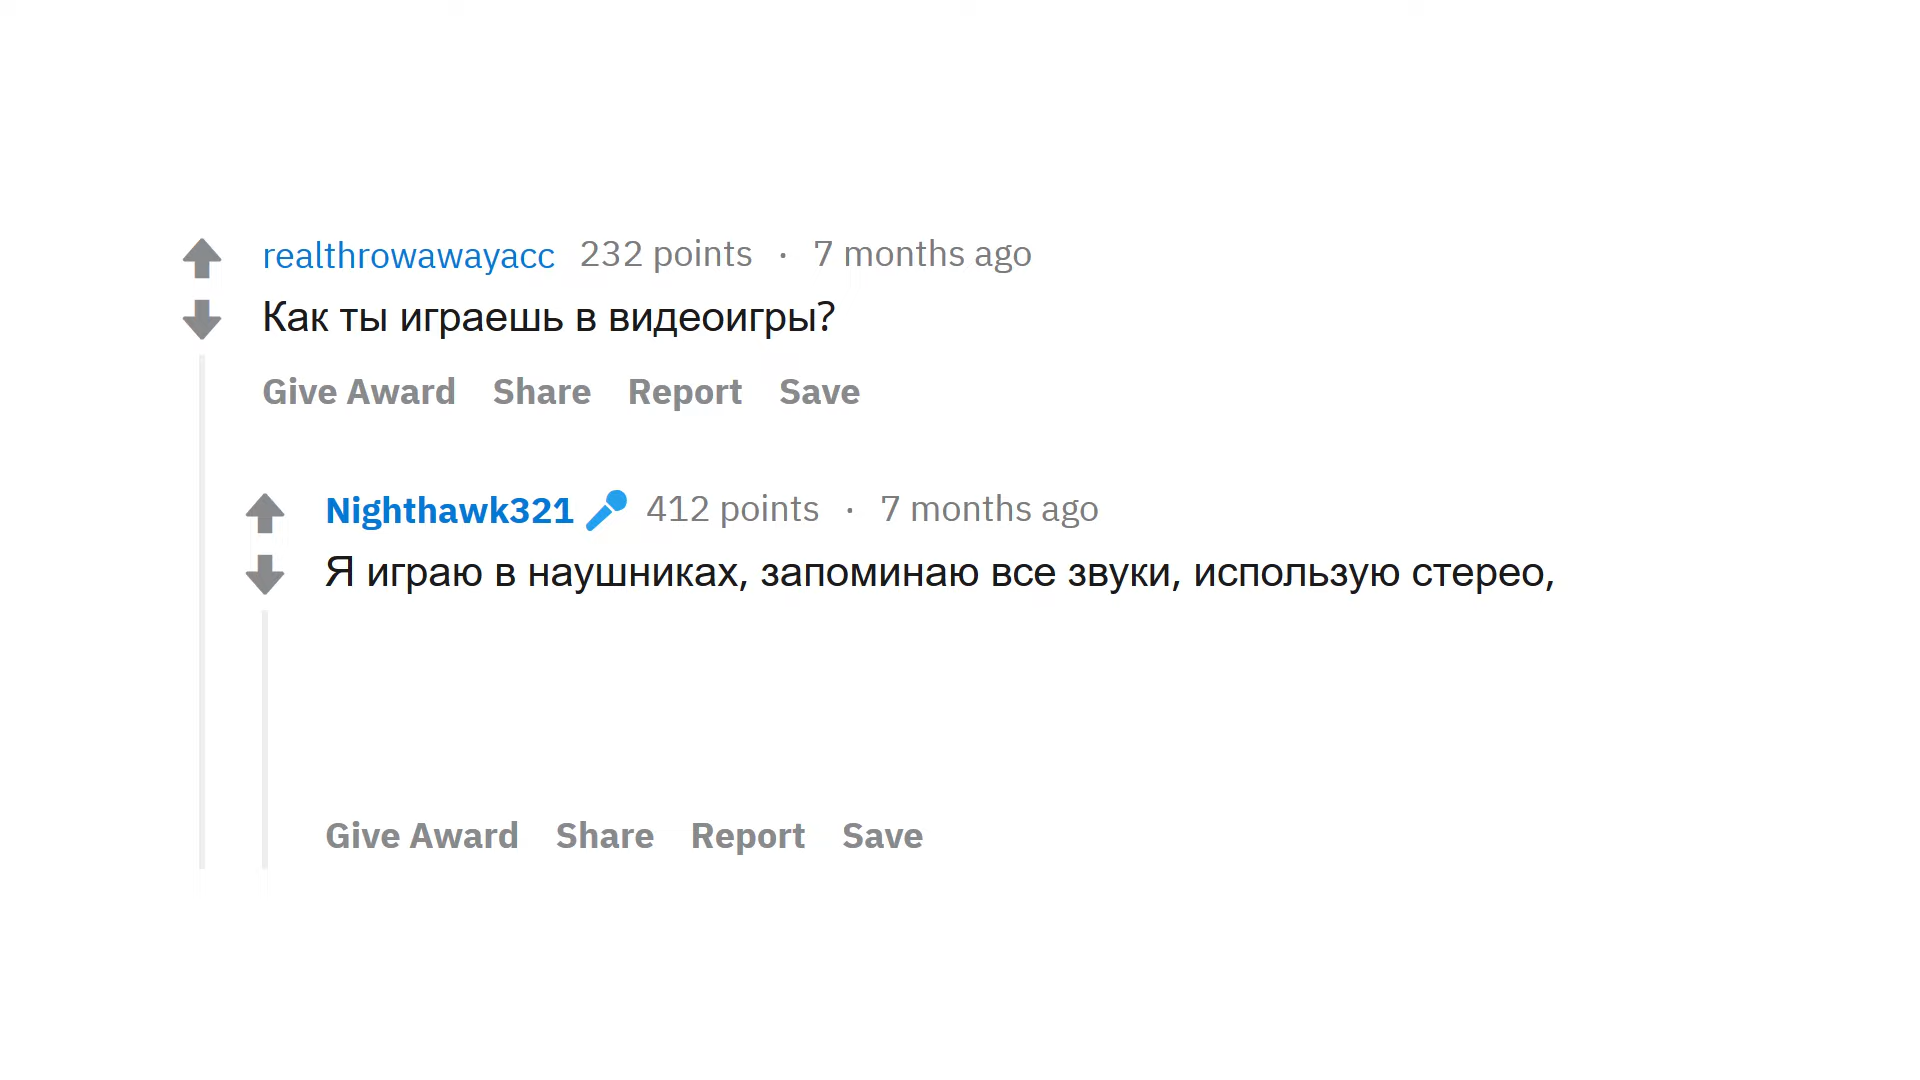 realthrowawayacc 232 points · 7 months ago
Как ты играешь в видеоигры?
Give Award Share Report Save
Nighthawk321 412 points · 7 months ago
Я играю в наушниках, запоминаю все звуки, использую стерео,
Give Award Share Report Save